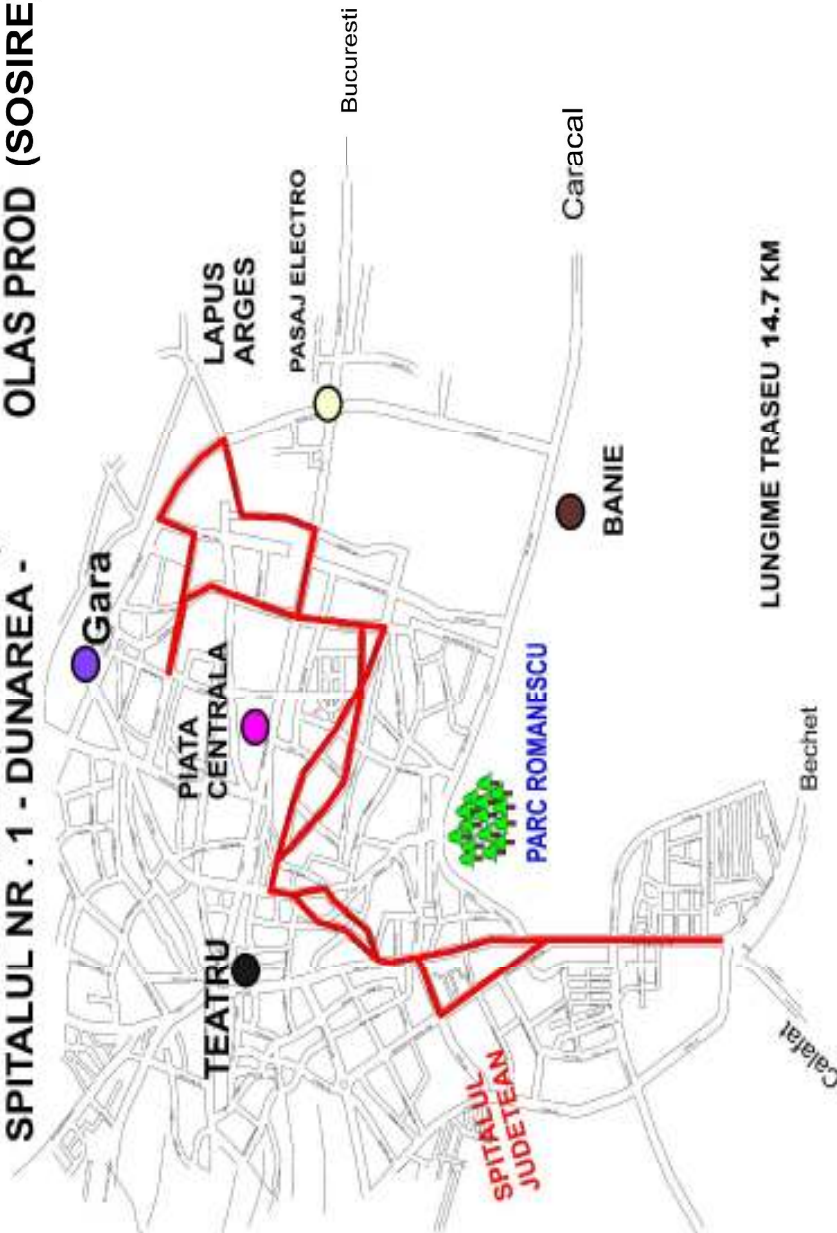 SPITALUL NR . 1 - DUNAREA - OLAS PROD (SOSIRE
Gara
PIATA
CENTRALA
TEATRU
LAPUS
ARGES
PASAJ ELECTRO
Bucuresti
Caracal
BANIE
PARC ROMANESCU
SPITALUL
JUDETEAN
Bechet
Calafat
LUNGIME TRASEU 14.7 KM